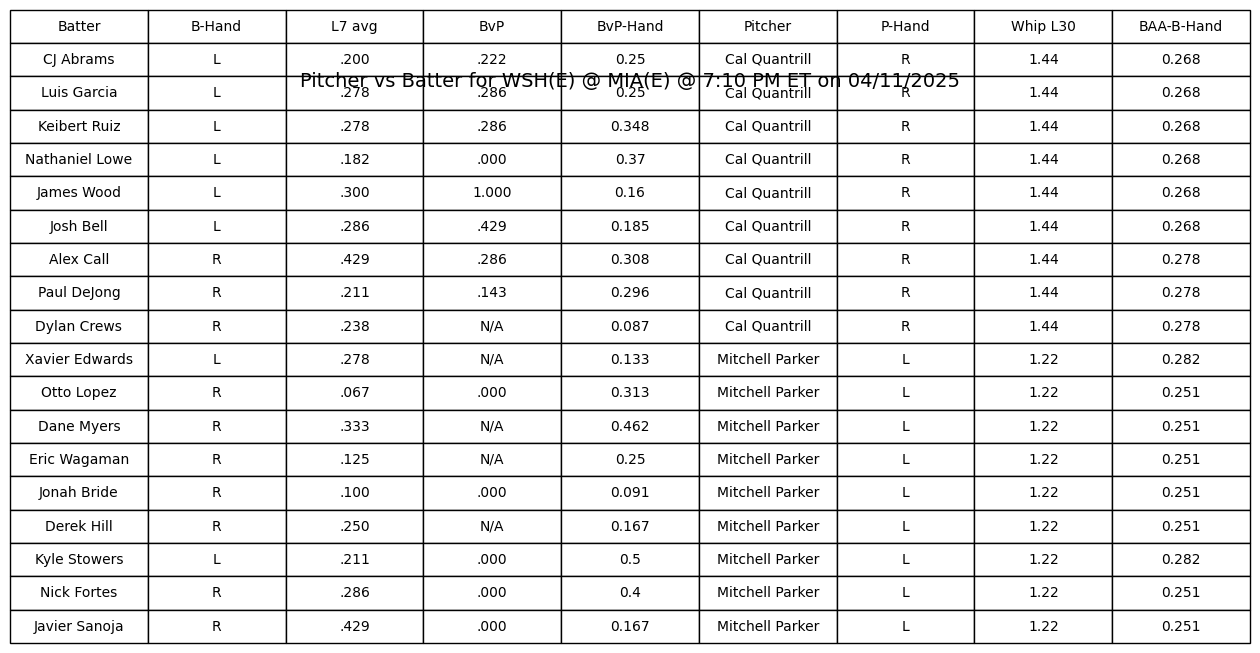 Batter B-Hand L7 avg BvP BvP-Hand Pitcher P-Hand Whip L30 BAA-B-Hand
CJ Abrams L .200 .222 0.25 Cal Quantrill R 1.44 0.268
Pitcher vs Batter for WSH(E) @ MIA(E) @ 7:10 PM ET on 04/11/2025
Luis Garcia L .278 .286 0.25 Cal Quantrill R 1.44 0.268
Keibert Ruiz L .278 .286 0.348 Cal Quantrill R 1.44 0.268
Nathaniel Lowe L .182 .000 0.37 Cal Quantrill R 1.44 0.268
James Wood L .300 1.000 0.16 Cal Quantrill R 1.44 0.268
Josh Bell L .286 .429 0.185 Cal Quantrill R 1.44 0.268
Alex Call R .429 .286 0.308 Cal Quantrill R 1.44 0.278
Paul DeJong R .211 .143 0.296 Cal Quantrill R 1.44 0.278
Dylan Crews R .238 N/A 0.087 Cal Quantrill R 1.44 0.278
Xavier Edwards L .278 N/A 0.133 Mitchell Parker L 1.22 0.282
Otto Lopez R .067 .000 0.313 Mitchell Parker L 1.22 0.251
Dane Myers R .333 N/A 0.462 Mitchell Parker L 1.22 0.251
Eric Wagaman R .125 N/A 0.25 Mitchell Parker L 1.22 0.251
Jonah Bride R .100 .000 0.091 Mitchell Parker L 1.22 0.251
Derek Hill R .250 N/A 0.167 Mitchell Parker L 1.22 0.251
Kyle Stowers L .211 .000 0.5 Mitchell Parker L 1.22 0.282
Nick Fortes R .286 .000 0.4 Mitchell Parker L 1.22 0.251
Javier Sanoja R .429 .000 0.167 Mitchell Parker L 1.22 0.251